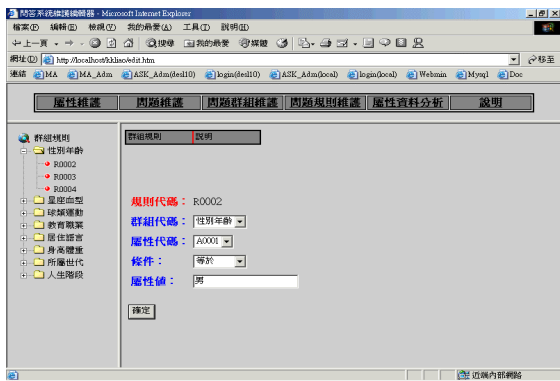 問答系統維護編輯器 - Microsoft Internet Explorer
檔案(F) 編輯(E) 檢視(V) 我的最愛(A) 工具(T) 說明(H)
上一頁 搜尋 我的最愛 媒體
網址(D) http://localhost/kkliao/edit.htm 移至
連結 MA MA_Adm ASK_Adm(desl10) login(desl10) ASK_Adm(local) login(local) Webmin Mysql Doc
屬性維護 問題維護 問題群組維護 問題規則維護 屬性資料分析 說明
群組規則 說明
群組規則
性別年齡
R0002
R0003
R0004
星座血型
球類運動
教育職業
居住語言
身高體重
所屬世代
人生階段
規則代碼： R0002
群組代碼： 性別年齡
屬性代碼： A0001
條件： 等於
屬性值： 男
確定
近端內部網路